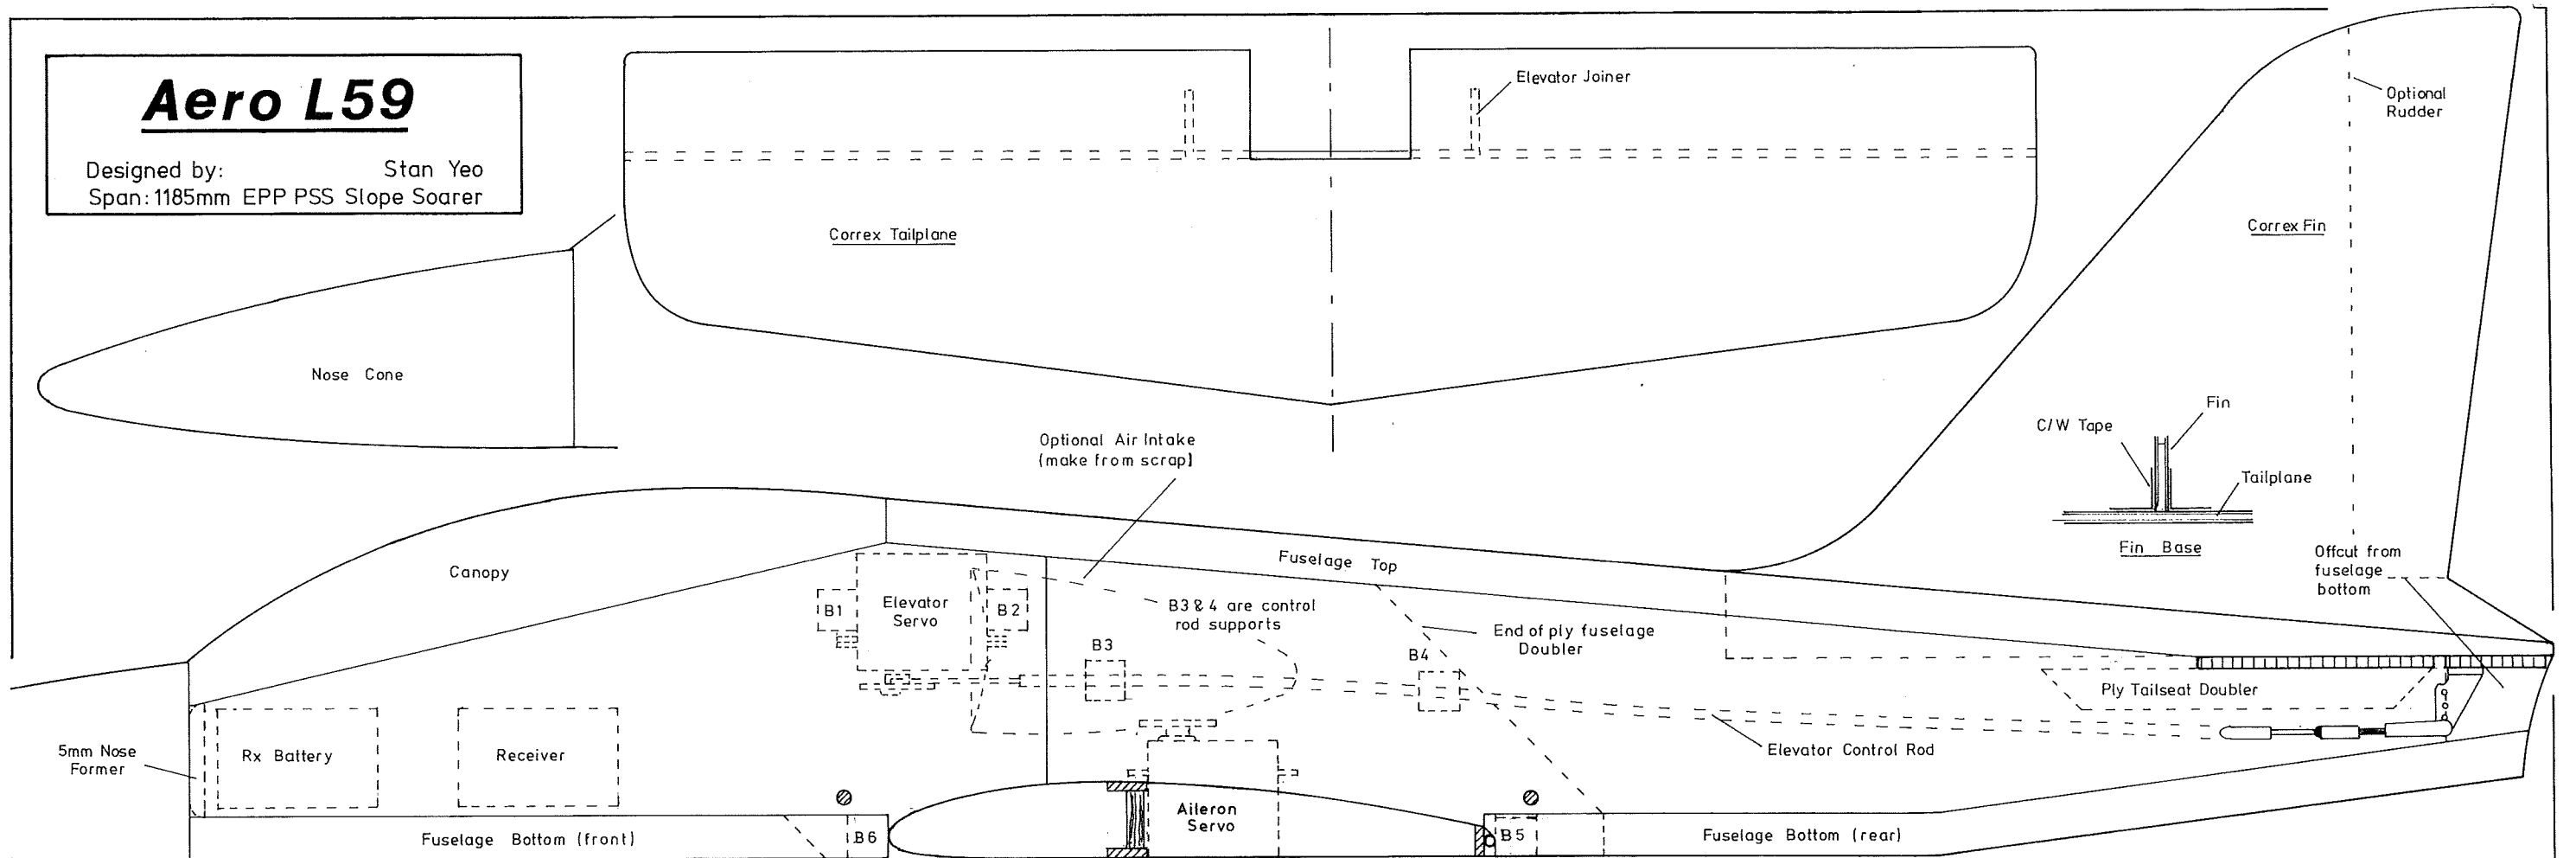 Aero L59
Designed by: Stan Yeo
Span: 1185mm EPP PSS Slope Soarer
Elevator Joiner
Optional
Rudder
Correx Tailplane
Correx Fin
Nose Cone
Fin
C/W Tape
Tailplane
Fin Base
Optional Air Intake
(make from scrap]
Offcut from
fuselage
bottom
Canopy
Fuselage Top
B1
Elevator
Servo
B2
B3 & 4 are control
rod supports
End of ply fuselage
Doubler
B3
B4
Ply Tailseat Doubler
5mm Nose
Former
Rx Battery
Receiver
Elevator Control Rod
Aileron
Servo
Fuselage Bottom (front)
B6
B5
Fuselage Bottom (rear)